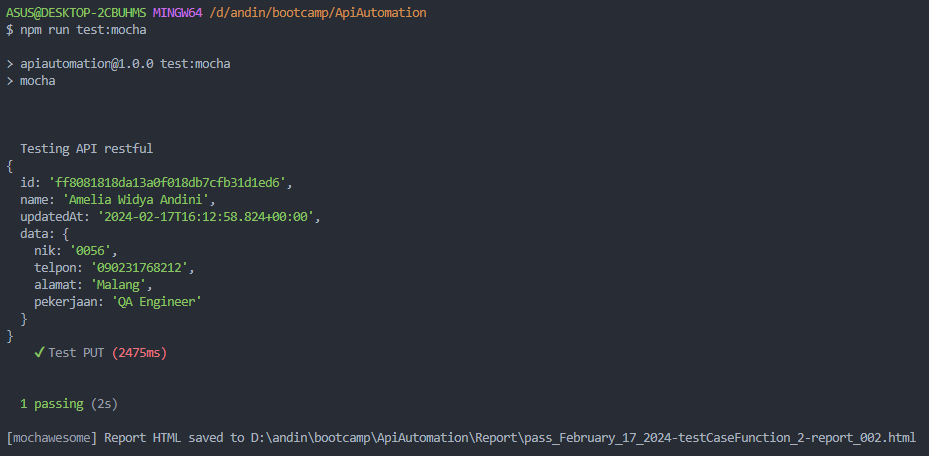 ASUS@DESKTOP-2CBUHMS MINGW64 /d/andin/bootcamp/ApiAutomation
$ npm run test:mocha
> apiautomation@1.0.0 test:mocha
> mocha
Testing API restful
{
id: 'ff8081818da13a0f018db7cfb31d1ed6',
name: 'Amelia Widya Andini',
updatedAt: '2024-02-17T16:12:58.824+00:00',
data: {
nik: '0056',
telpon: '090231768212',
alamat: 'Malang',
pekerjaan: 'QA Engineer'
}
}
✔ Test PUT (2475ms)
1 passing (2s)
[mochawesome] Report HTML saved to D:\andin\bootcamp\ApiAutomation\Report\pass_February_17_2024-testCaseFunction_2-report_002.html